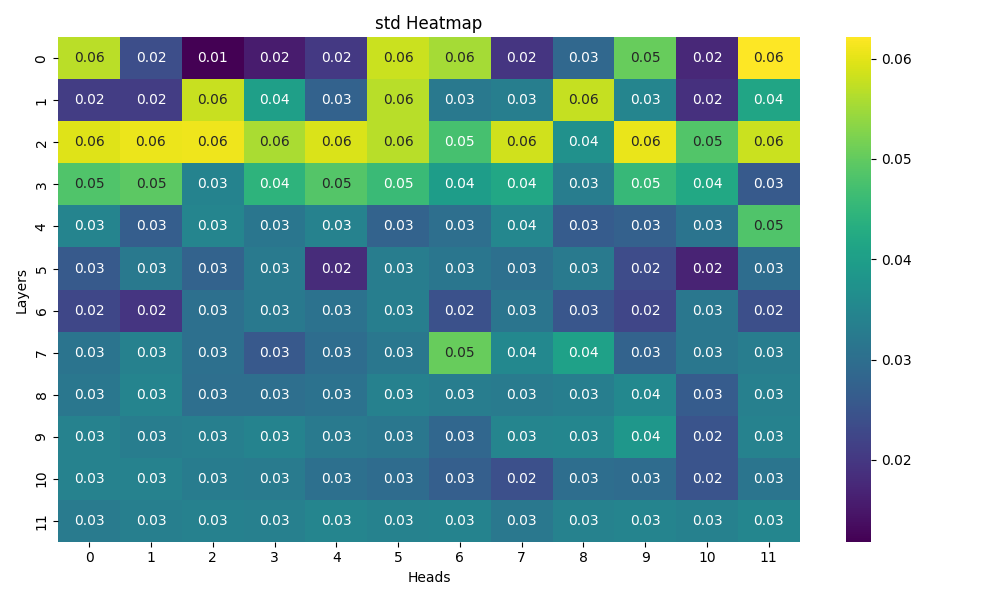 std Heatmap
0 0.06 0.02 0.01 0.02 0.02 0.06 0.06 0.02 0.03 0.05 0.02 0.06
1 0.02 0.02 0.06 0.04 0.03 0.06 0.03 0.03 0.06 0.03 0.02 0.04
2 0.06 0.06 0.06 0.06 0.06 0.06 0.05 0.06 0.04 0.06 0.05 0.06
3 0.05 0.05 0.03 0.04 0.05 0.05 0.04 0.04 0.03 0.05 0.04 0.03
4 0.03 0.03 0.03 0.03 0.03 0.03 0.03 0.04 0.03 0.03 0.03 0.05
5 0.03 0.03 0.03 0.03 0.02 0.03 0.03 0.03 0.03 0.02 0.02 0.03
6 0.02 0.02 0.03 0.03 0.03 0.03 0.02 0.03 0.03 0.02 0.03 0.02
7 0.03 0.03 0.03 0.03 0.03 0.03 0.05 0.04 0.04 0.03 0.03 0.03
8 0.03 0.03 0.03 0.03 0.03 0.03 0.03 0.03 0.03 0.04 0.03 0.03
9 0.03 0.03 0.03 0.03 0.03 0.03 0.03 0.03 0.03 0.04 0.02 0.03
10 0.03 0.03 0.03 0.03 0.03 0.03 0.03 0.02 0.03 0.03 0.02 0.03
11 0.03 0.03 0.03 0.03 0.03 0.03 0.03 0.03 0.03 0.03 0.03 0.03
0 1 2 3 4 5 6 7 8 9 10 11
Heads
Layers
0.06
0.05
0.04
0.03
0.02